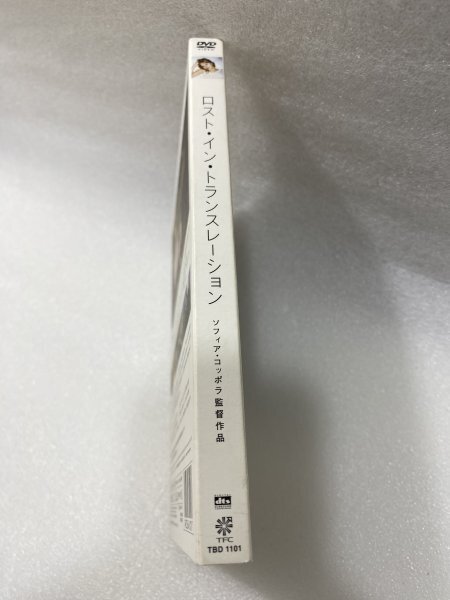 DVD
VIDEO
ロスト・イン・トランスレーション
ソフィア・コッポラ監督作品
dts
TFC
TBD 1101